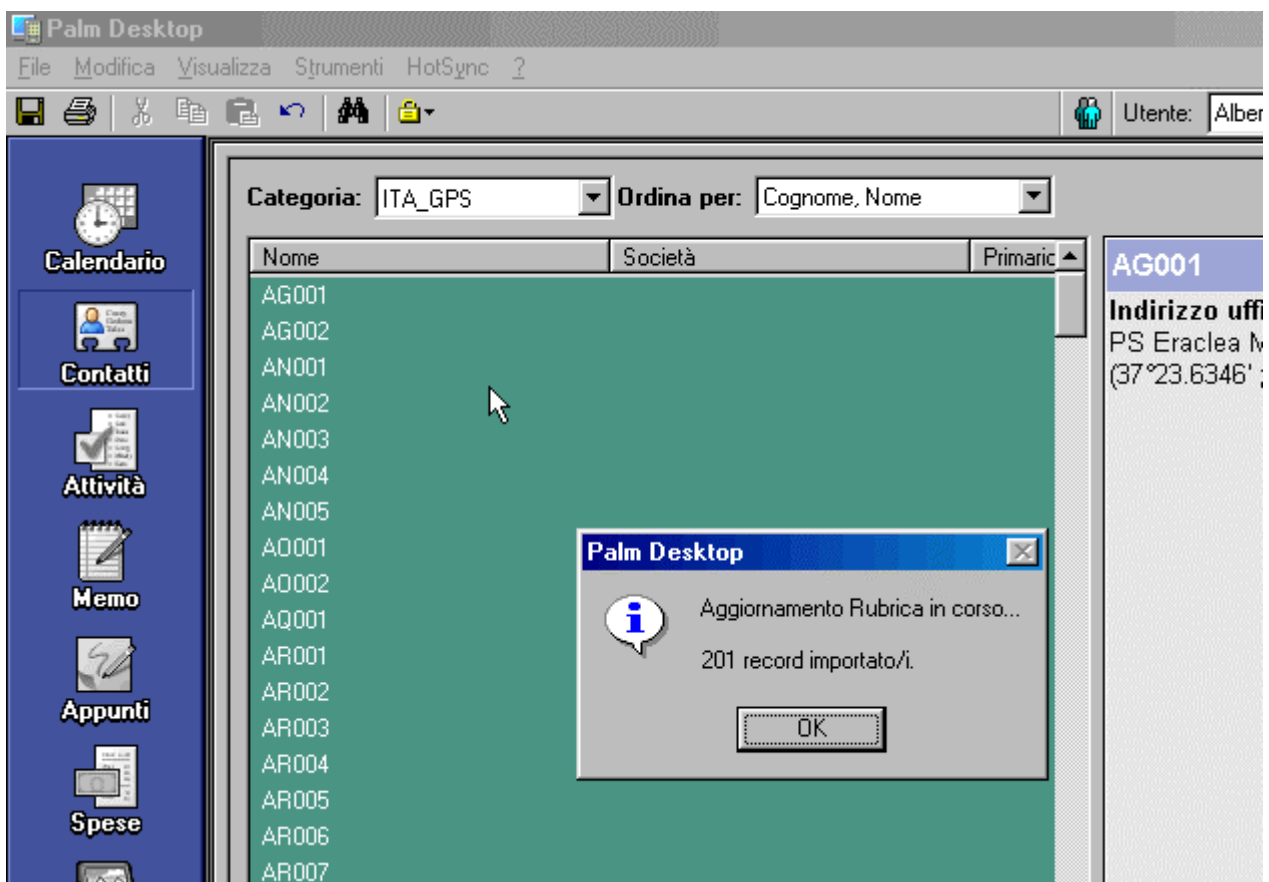 Palm Desktop
File Modifica Visualizza Strumenti HotSync ?
Utente: Alber
Categoria: ITA_GPS Ordina per: Cognome, Nome
Nome Società Primaric
AG001
AG002
AN001
AN002
AN003
AN004
AN005
AO001
AO002
AQ001
AR001
AR002
AR003
AR004
AR005
AR006
AR007
Calendario
Contatti
Attività
Memo
Appunti
Spese
AG001
Indirizzo uffi
PS Eraclea M
(37°23.6346'
Palm Desktop
Aggiornamento Rubrica in corso...
201 record importato/i.
OK